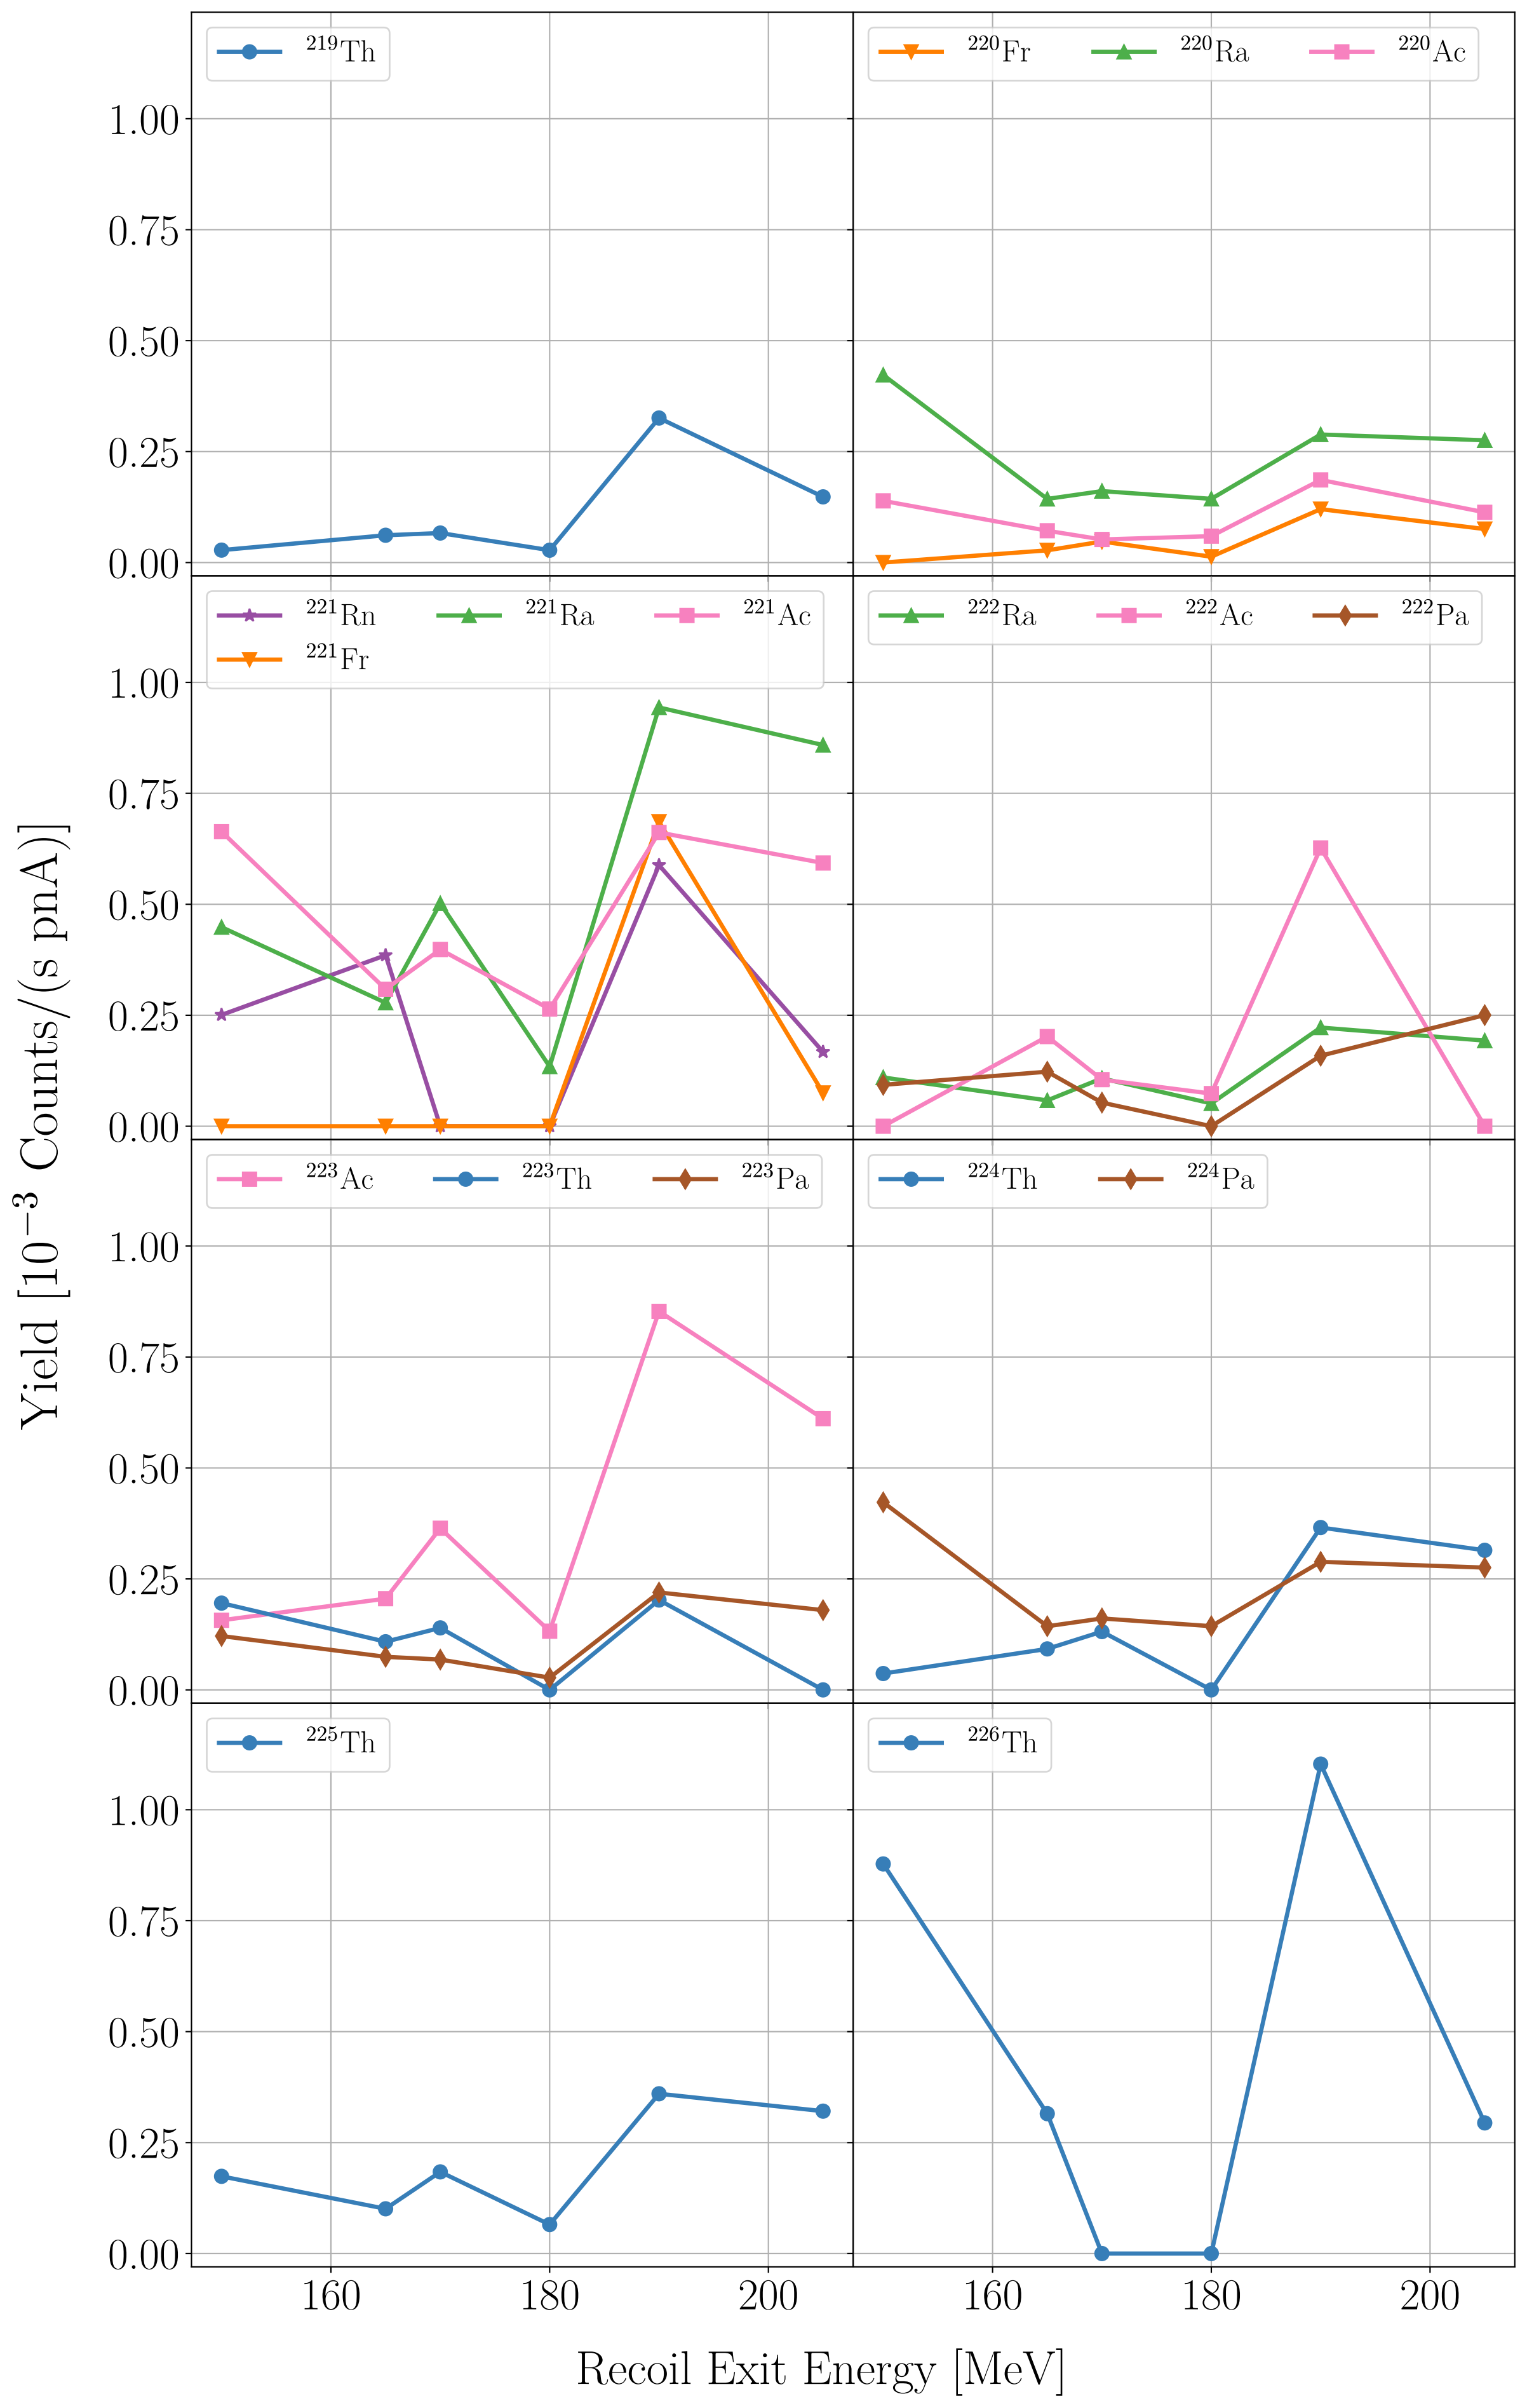 ²¹⁹Th
²²⁰Fr ²²⁰Ra ²²⁰Ac
1.00
0.75
0.50
0.25
0.00
²²¹Rn ²²¹Ra ²²¹Ac
²²¹Fr
²²²Ra ²²²Ac ²²²Pa
1.00
0.75
0.50
0.25
0.00
²²³Ac ²²³Th ²²³Pa
²²⁴Th ²²⁴Pa
1.00
0.75
0.50
0.25
0.00
²²⁵Th
²²⁶Th
1.00
0.75
0.50
0.25
0.00
160 180 200 160 180 200
Recoil Exit Energy [MeV]
Yield [10⁻³ Counts/(s pnA)]